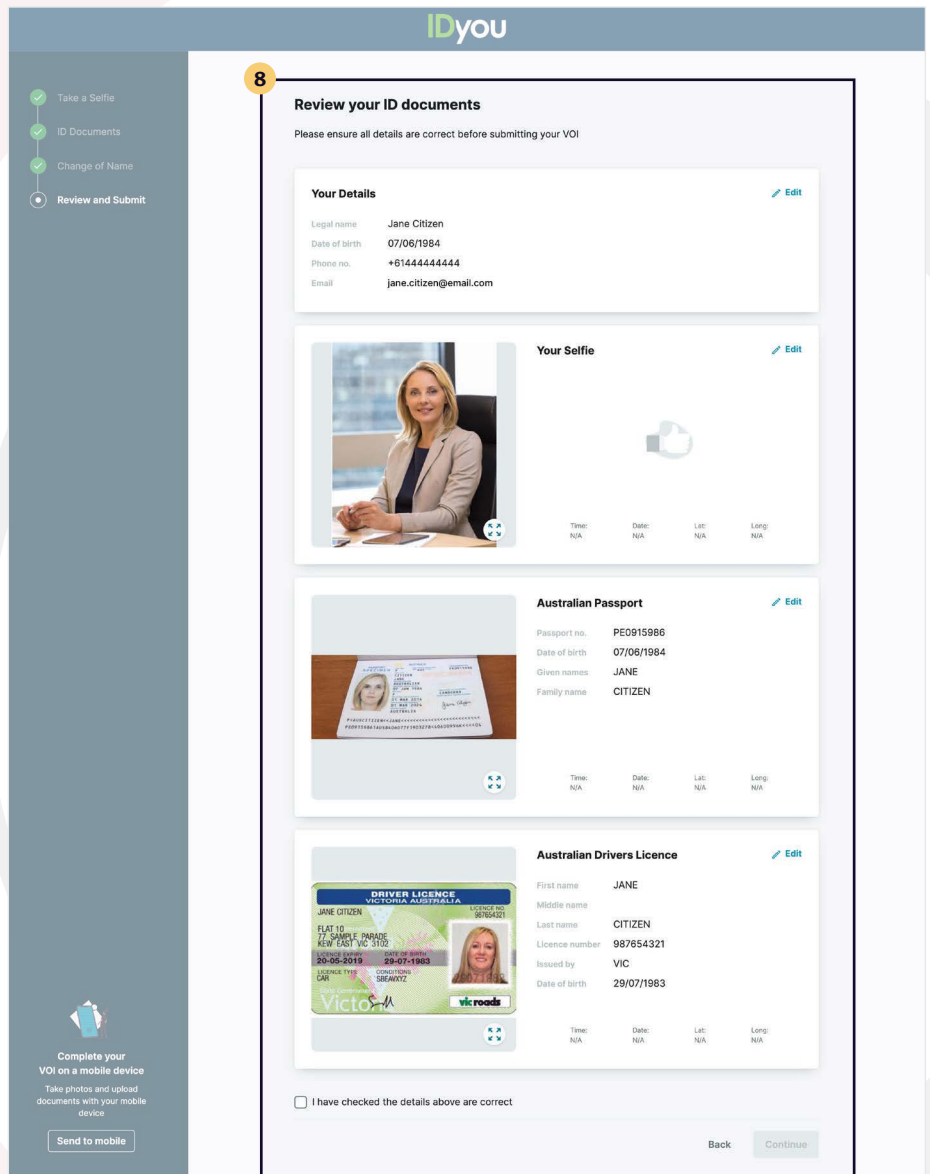 IDyou
Take a Selfie
ID Documents
Change of Name
Review and Submit
8
Review your ID documents
Please ensure all details are correct before submitting your VOI
Your Details
Edit
Legal name Jane Citizen
Date of birth 07/06/1984
Phone no. +61444444444
Email jane.citizen@email.com
Your Selfie
Edit
Time: Date: Lat: Long:
N/A N/A N/A N/A
Australian Passport
Edit
Passport no. PE0915986
Date of birth 07/06/1984
Given names JANE
Family name CITIZEN
CITIZEN
JANE
AUSTRALIA
Time: Date: Lat: Long:
N/A N/A N/A N/A
Australian Drivers Licence
Edit
DRIVER LICENCE
VICTORIA AUSTRALIA
JANE CITIZEN
LICENCE NO.
987654321
FLAT 10
77 SAMPLE PARADE
KEW EAST VIC 3102
LICENCE EXPIRY DATE OF BIRTH
20-05-2019 29-07-1983
LICENCE TYPE CONDITIONS
CAR SBEAVXYZ
vic roads
First name JANE
Middle name
Last name CITIZEN
Licence number 987654321
Issued by VIC
Date of birth 29/07/1983
Time: Date: Lat: Long:
N/A N/A N/A N/A
Complete your
VOI on a mobile device
Take photos and upload
documents with your mobile
device
Send to mobile
I have checked the details above are correct
Back Continue